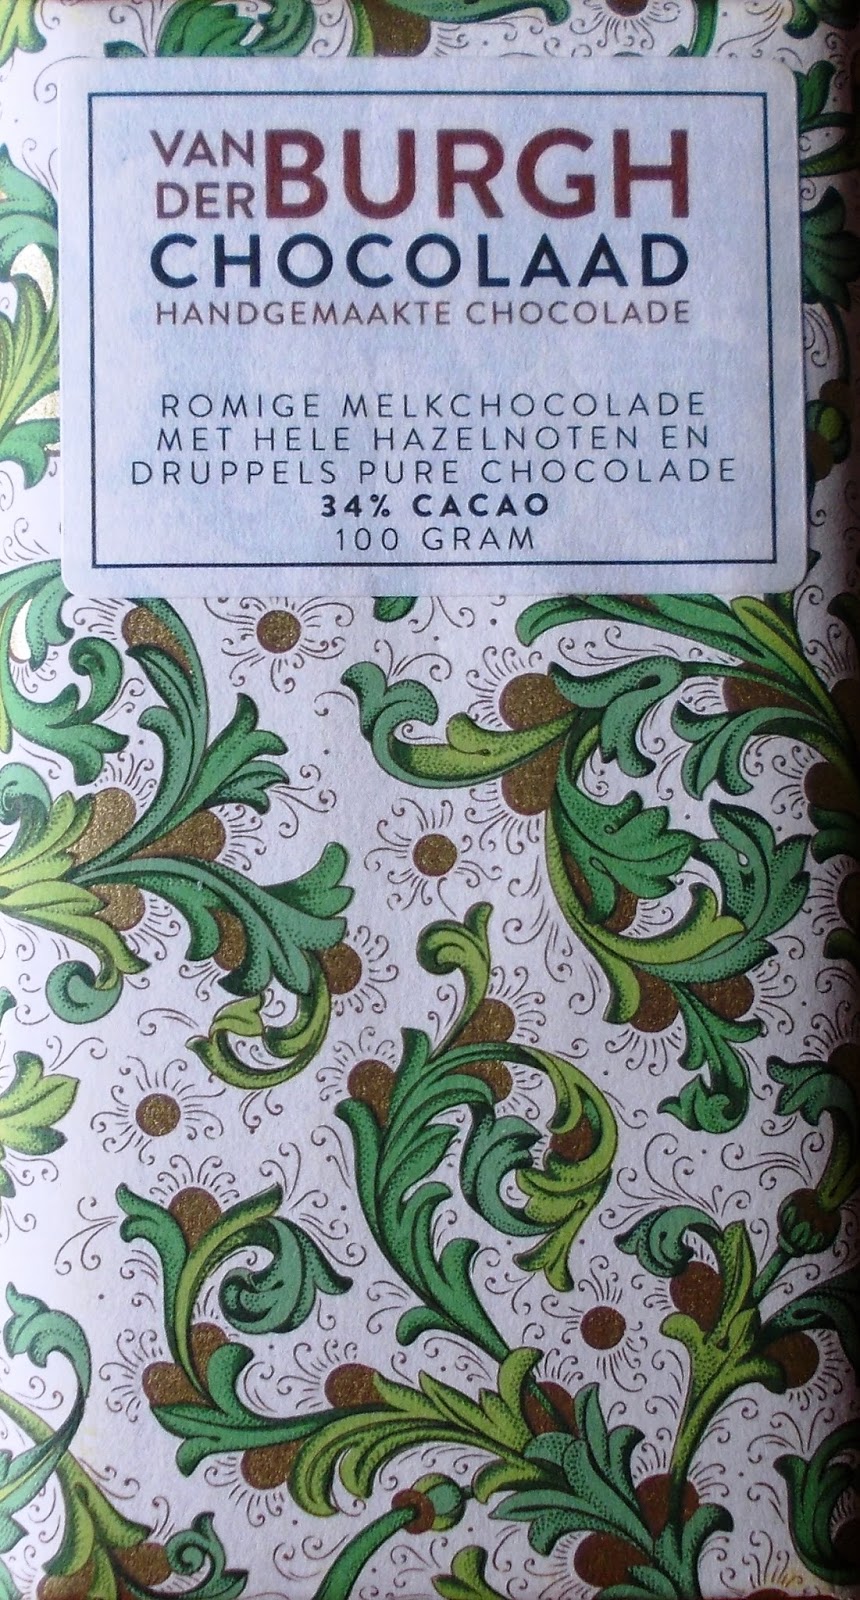 VAN DER BURGH
CHOCOLAAD
HANDGEMAAKTE CHOCOLADE
ROMIGE MELKCHOCOLADE
MET HELE HAZELNOTEN EN
DRUPPELS PURE CHOCOLADE
34% CACAO
100 GRAM